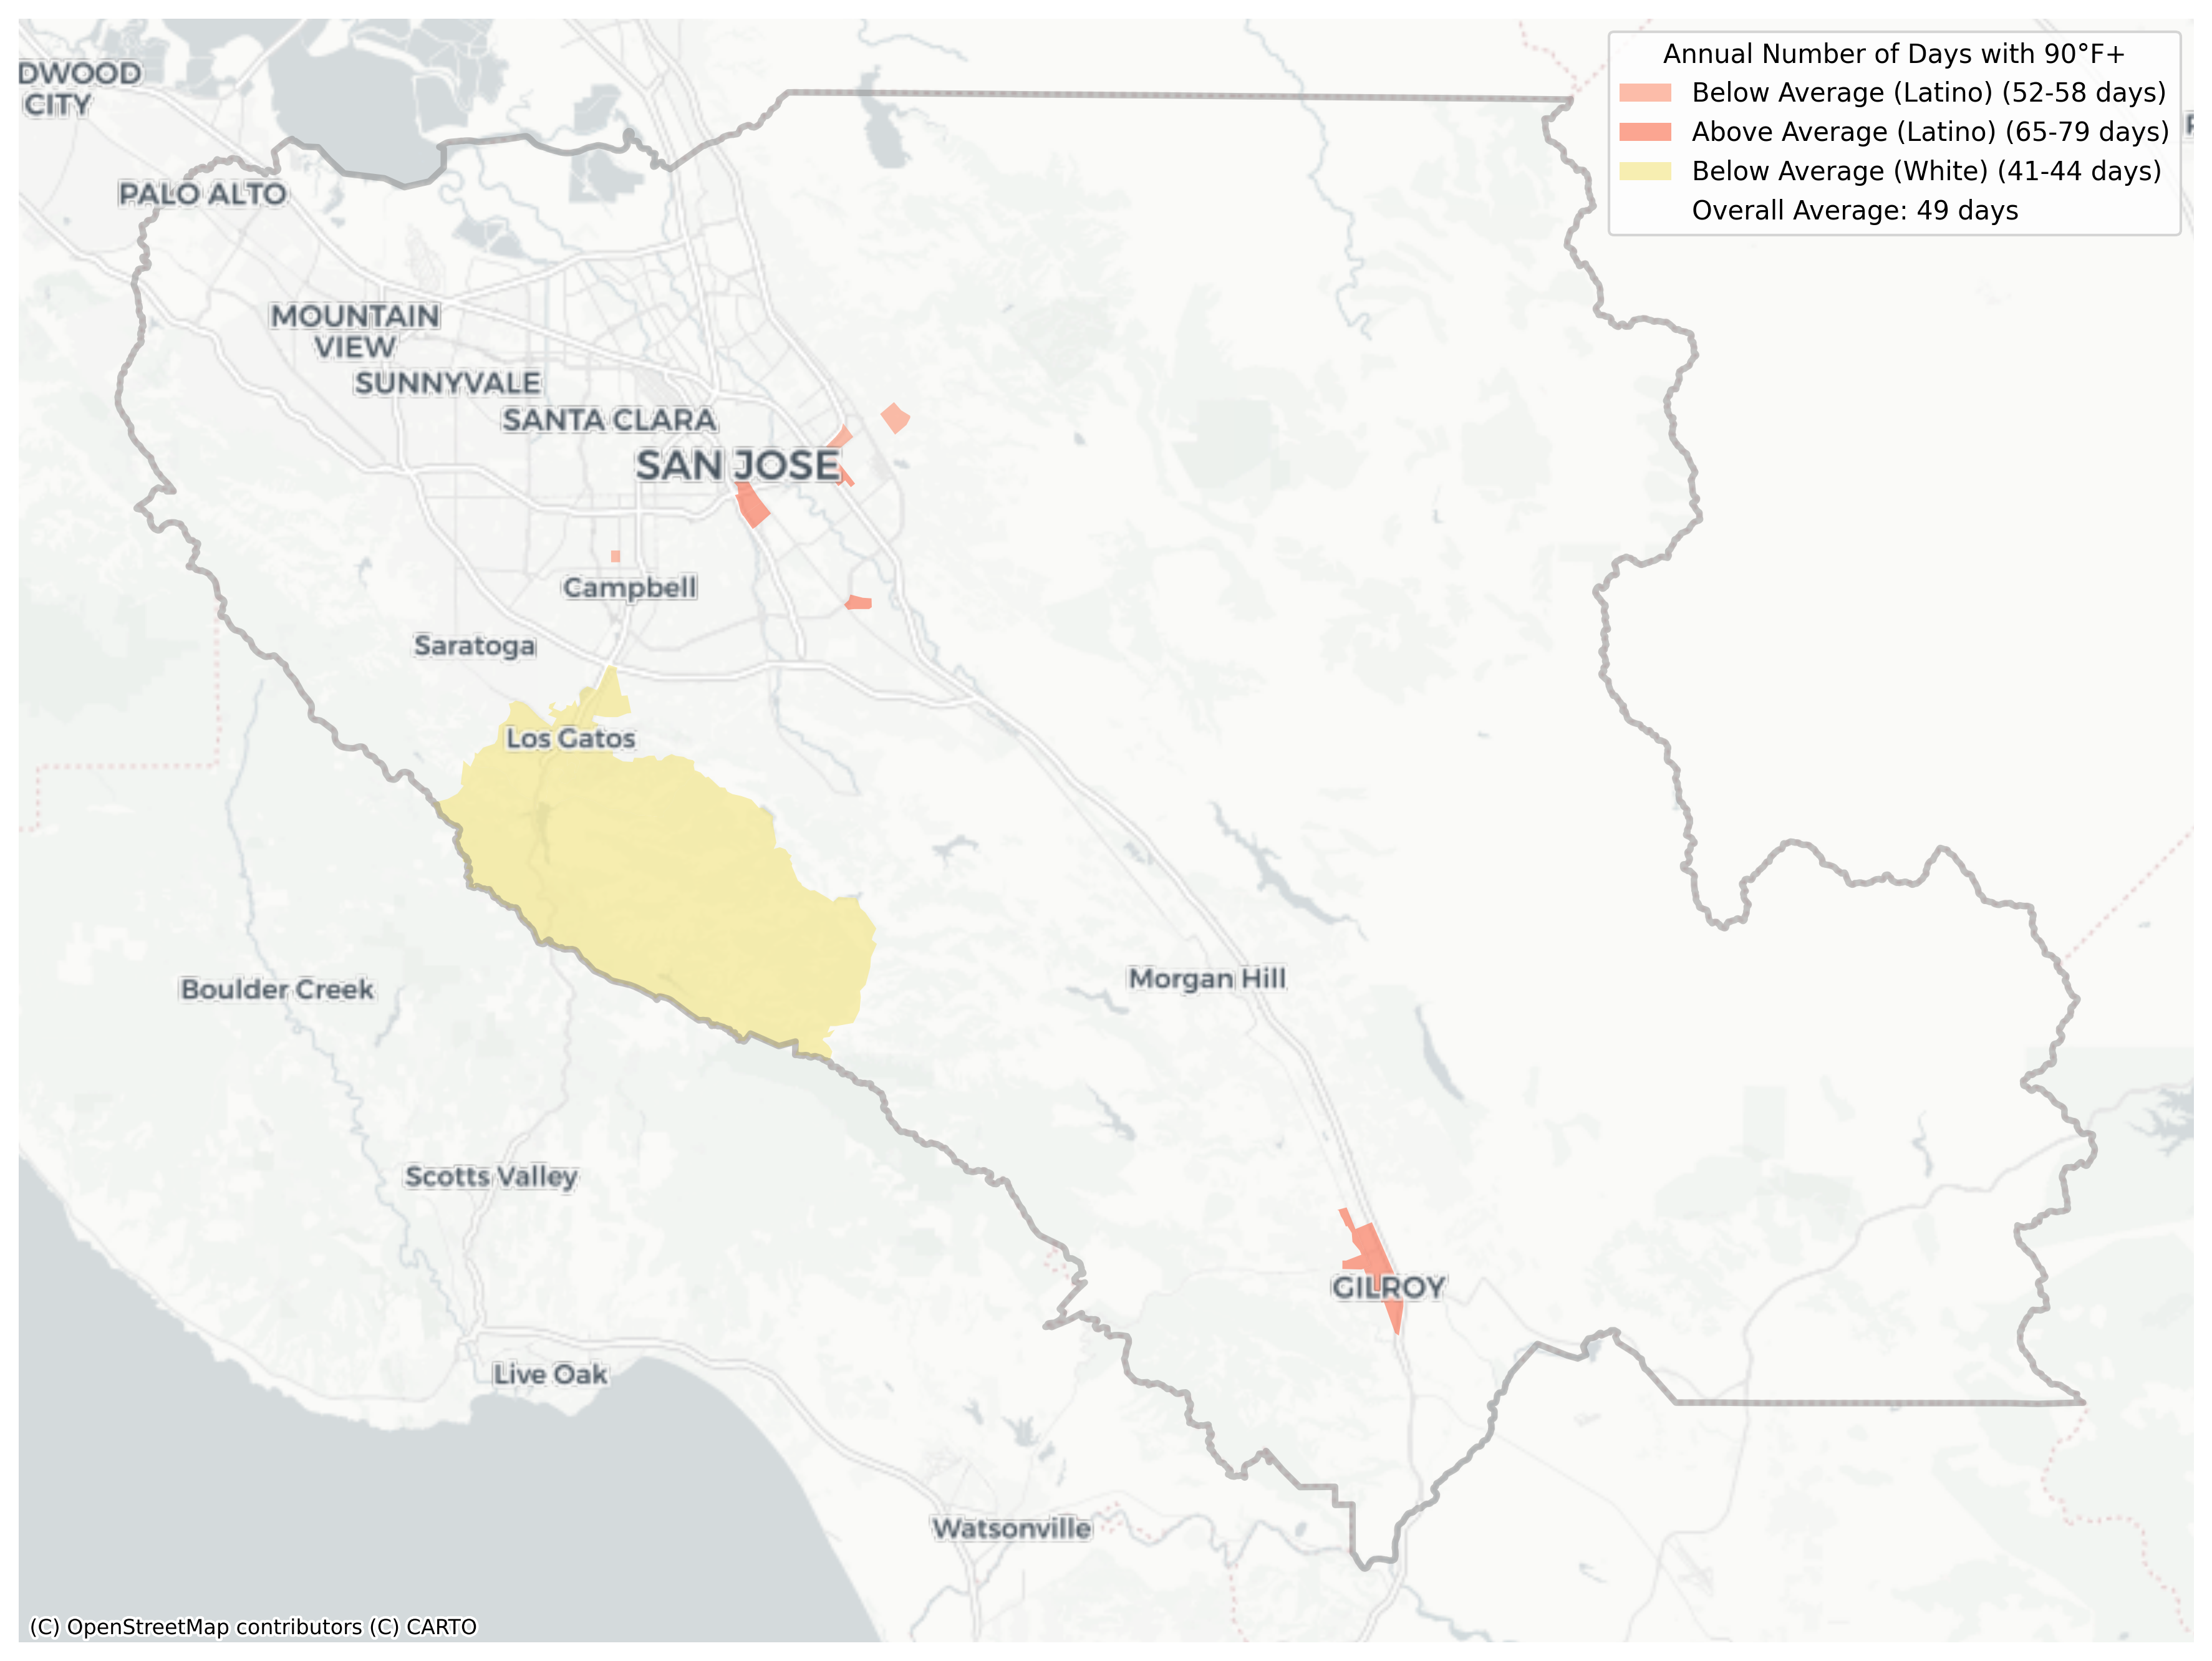 Annual Number of Days with 90°F+
Below Average (Latino) (52-58 days)
Above Average (Latino) (65-79 days)
Below Average (White) (41-44 days)
Overall Average: 49 days
DWOOD
CITY
PALO ALTO
MOUNTAIN
VIEW
SUNNYVALE
SANTA CLARA
SAN JOSE
Campbell
Saratoga
Los Gatos
Morgan Hill
Boulder Creek
Scotts Valley
GILROY
Live Oak
Watsonville
(C) OpenStreetMap contributors (C) CARTO